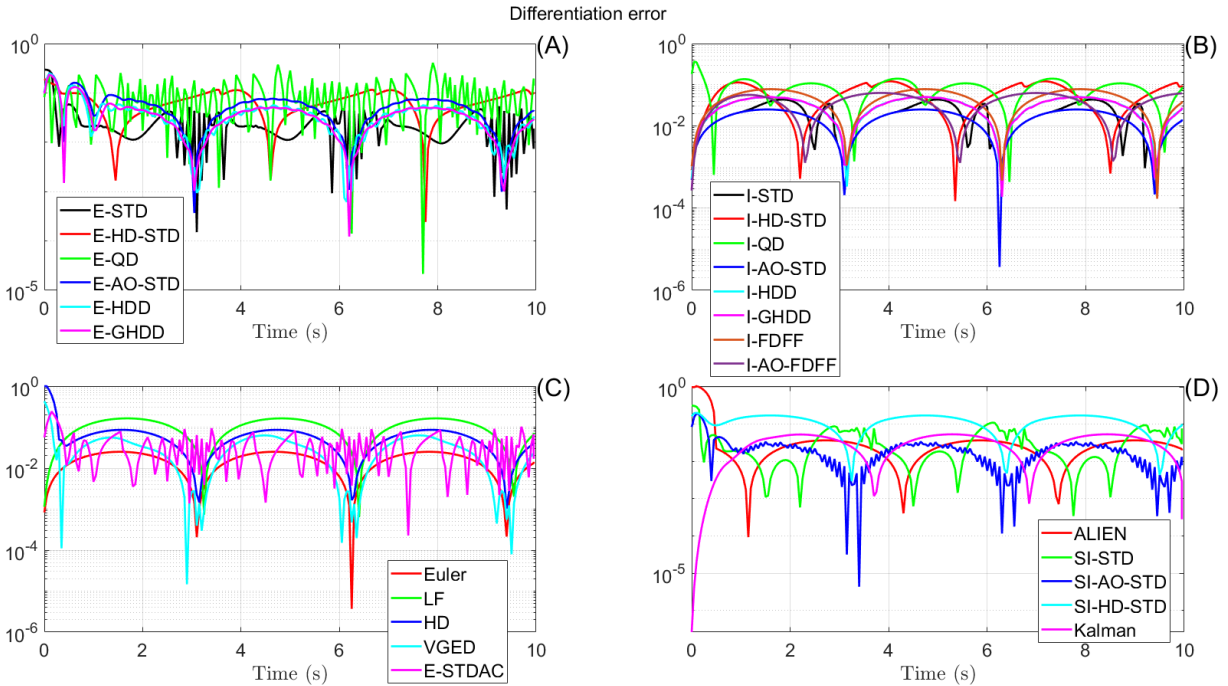 Differentiation error
(A)
10^0
10^-5
0
2
4
6
8
10
Time (s)
E-STD
E-HD-STD
E-QD
E-AO-STD
E-HDD
E-GHDD
(B)
10^0
10^-2
10^-4
10^-6
0
2
4
6
8
10
Time (s)
I-STD
I-HD-STD
I-QD
I-AO-STD
I-HDD
I-GHDD
I-FDFF
I-AO-FDFF
(C)
10^0
10^-2
10^-4
10^-6
0
2
4
6
8
10
Time (s)
Euler
LF
HD
VGED
E-STDAC
(D)
10^0
10^-5
0
2
4
6
8
10
Time (s)
ALIEN
SI-STD
SI-AO-STD
SI-HD-STD
Kalman